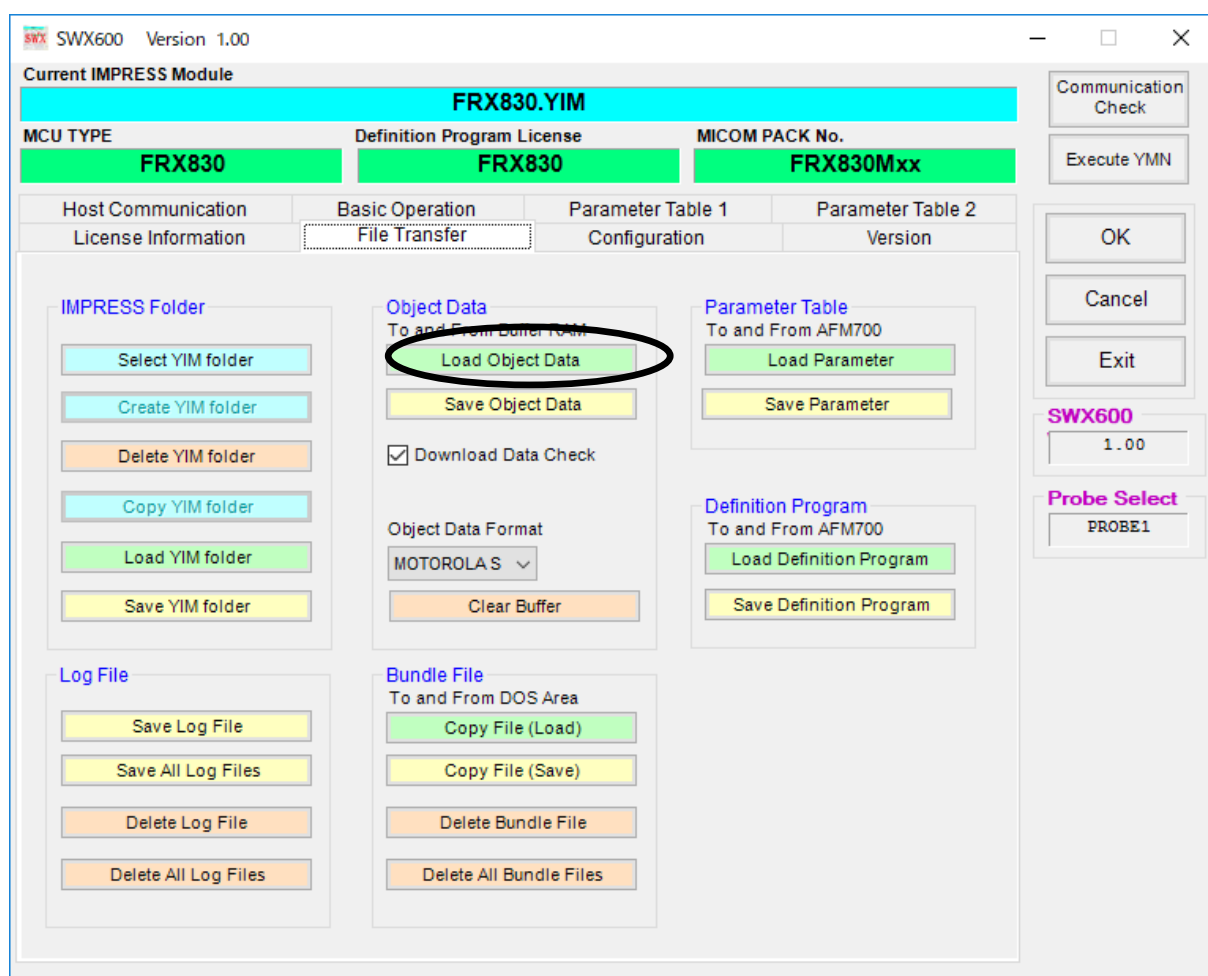 SWX SWX600 Version 1.00
Current IMPRESS Module
FRX830.YIM
MCU TYPE Definition Program License MICOM PACK No.
FRX830 FRX830 FRX830Mxx
Communication
Check
Execute YMN
Host Communication Basic Operation Parameter Table 1 Parameter Table 2
License Information File Transfer Configuration Version
IMPRESS Folder
Select YIM folder
Create YIM folder
Delete YIM folder
Copy YIM folder
Load YIM folder
Save YIM folder
Object Data
To and From Buffer RAM
Load Object Data
Save Object Data
Download Data Check
Object Data Format
MOTOROLA S
Clear Buffer
Parameter Table
To and From AFM700
Load Parameter
Save Parameter
Definition Program
To and From AFM700
Load Definition Program
Save Definition Program
Log File
Save Log File
Save All Log Files
Delete Log File
Delete All Log Files
Bundle File
To and From DOS Area
Copy File (Load)
Copy File (Save)
Delete Bundle File
Delete All Bundle Files
OK
Cancel
Exit
SWX600
1.00
Probe Select
PROBE1